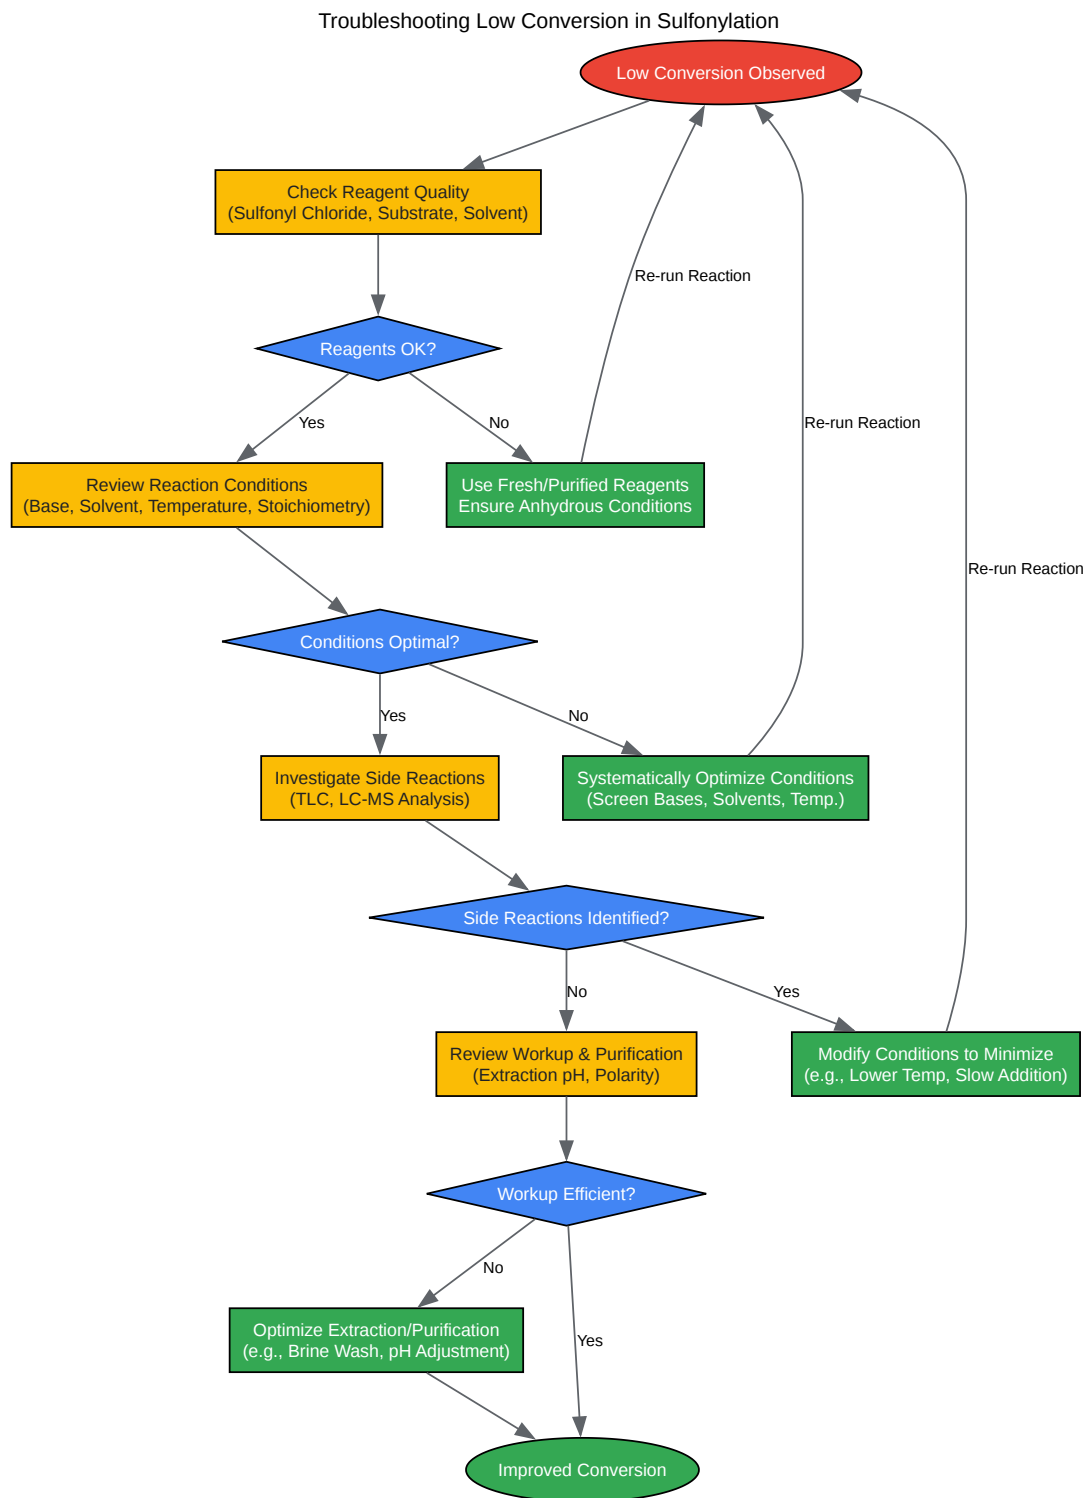 Troubleshooting Low Conversion in Sulfonylation
Low Conversion Observed
Check Reagent Quality
(Sulfonyl Chloride, Substrate, Solvent)
Re-run Reaction
Reagents OK?
Yes
No
Re-run Reaction
Review Reaction Conditions
(Base, Solvent, Temperature, Stoichiometry)
Use Fresh/Purified Reagents
Ensure Anhydrous Conditions
Re-run Reaction
Conditions Optimal?
Yes
No
Investigate Side Reactions
(TLC, LC-MS Analysis)
Systematically Optimize Conditions
(Screen Bases, Solvents, Temp.)
Side Reactions Identified?
No
Yes
Review Workup & Purification
(Extraction pH, Polarity)
Modify Conditions to Minimize
(e.g., Lower Temp, Slow Addition)
Workup Efficient?
No
Yes
Optimize Extraction/Purification
(e.g., Brine Wash, pH Adjustment)
Improved Conversion